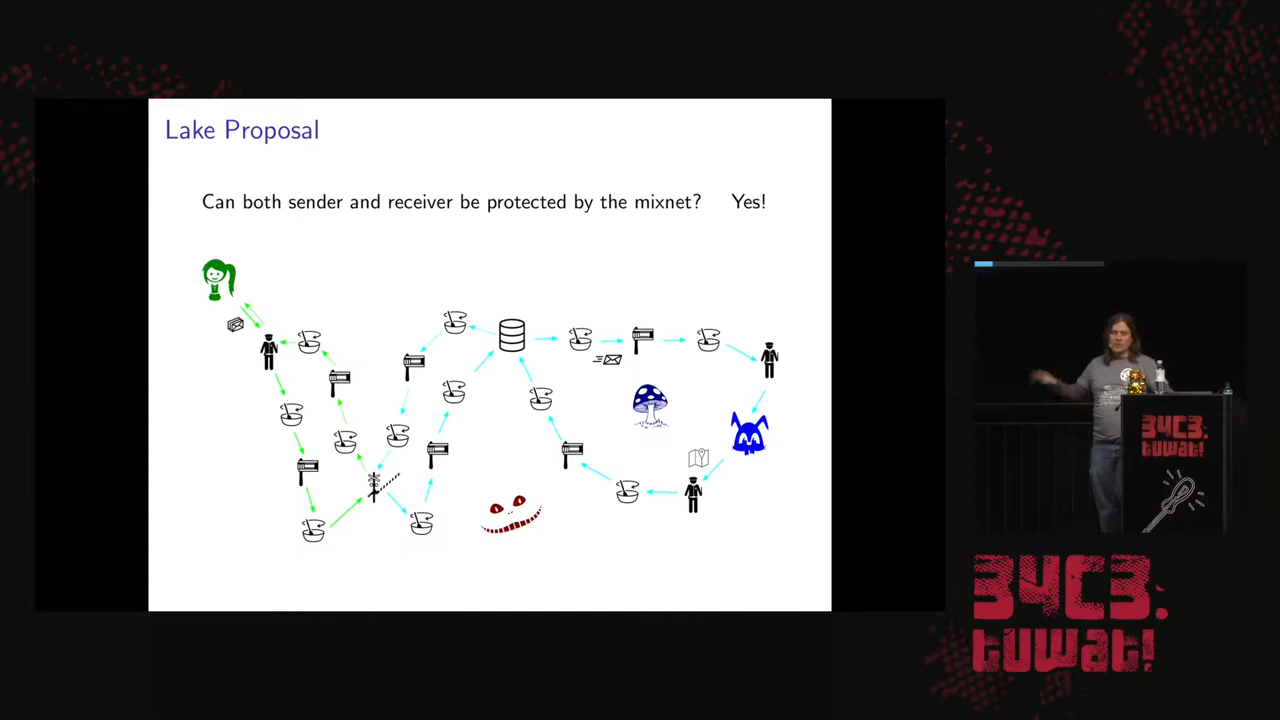 Lake Proposal
Can both sender and receiver be protected by the mixnet? Yes!
34C3.
tuwat!
34C3.
tuwat!